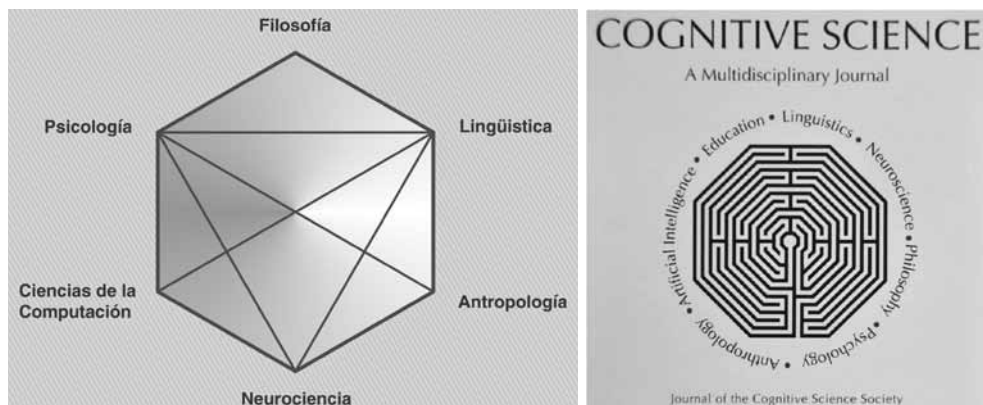 Filosofía
Psicología
Lingüistica
Ciencias de la
Computación
Antropología
Neurociencia
COGNITIVE SCIENCE
A Multidisciplinary Journal
Education • Linguistics • Neuroscience • Philosophy • Psychology • Anthropology • Artificial Intelligence •
Journal of the Cognitive Science Society